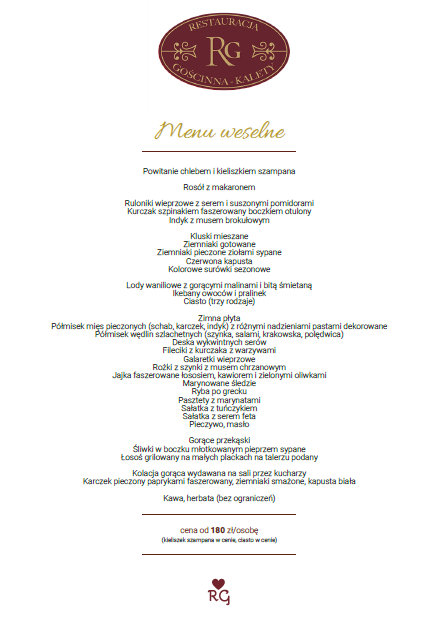 RESTAURACJA
RG
GOŚCINNA - KALETY
Menu weselne
Powitanie chlebem i kieliszkiem szampana
Rosół z makaronem
Ruloniki wieprzowe z serem i suszonymi pomidorami
Kurczak szpinakiem faszerowany boczkiem otulony
Indyk z musem brokułowym
Kluski mieszane
Ziemniaki gotowane
Ziemniaki pieczone ziołami sypane
Czerwona kapusta
Kolorowe surówki sezonowe
Lody waniliowe z gorącymi malinami i bitą śmietaną
Ikebany owoców i pralinek
Ciasto (trzy rodzaje)
Zimna płyta
Półmisek mięs pieczonych (schab, karczek, indyk) z różnymi nadzieniami pastami dekorowane
Półmisek wędlin szlachetnych (szynka, salami, krakowska, polędwica)
Deska wykwintnych serów
Fileciki z kurczaka z warzywami
Galaretki wieprzowe
Rożki z szynki z musem chrzanowym
Jajka faszerowane łososiem, kawiorem i zielonymi oliwkami
Marynowane śledzie
Ryba po grecku
Pasztety z marynatami
Sałatka z tuńczykiem
Sałatka z serem feta
Pieczywo, masło
Gorące przekąski
Śliwki w boczku młotkowanym pieprzem sypane
Łosoś grilowany na małych plackach na talerzu podany
Kolacja gorąca wydawana na sali przez kucharzy
Karczek pieczony paprykami faszerowany, ziemniaki smażone, kapusta biała
Kawa, herbata (bez ograniczeń)
cena od 180 zł/osobę
(kieliszek szampana w cenie, ciasto w cenie)
RG